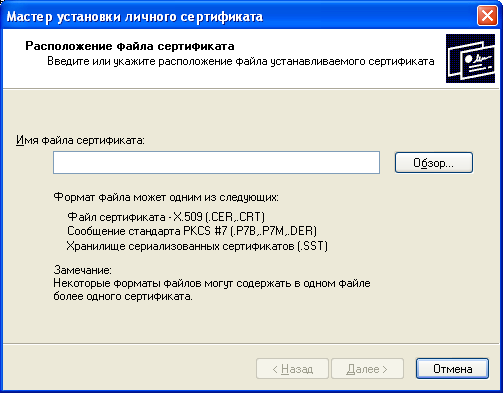 Мастер установки личного сертификата
Расположение файла сертификата
Введите или укажите расположение файла устанавливаемого сертификата
Имя файла сертификата:
Обзор...
Формат файла может одним из следующих:
Файл сертификата - X.509 (.CER,.CRT)
Сообщение стандарта PKCS #7 (.P7B,.P7M,.DER)
Хранилище сериализованных сертификатов (.SST)
Замечание:
Некоторые форматы файлов могут содержать в одном файле
более одного сертификата.
< Назад
Далее >
Отмена